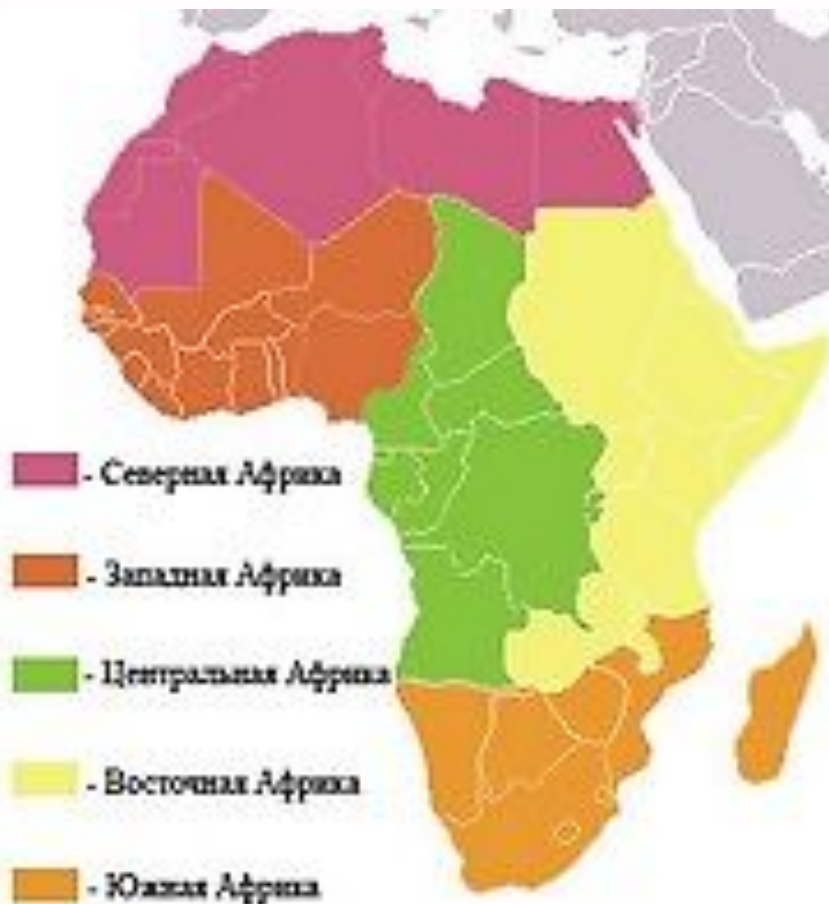 - Северная Африка
- Западная Африка
- Центральная Африка
- Восточная Африка
- Южная Африка